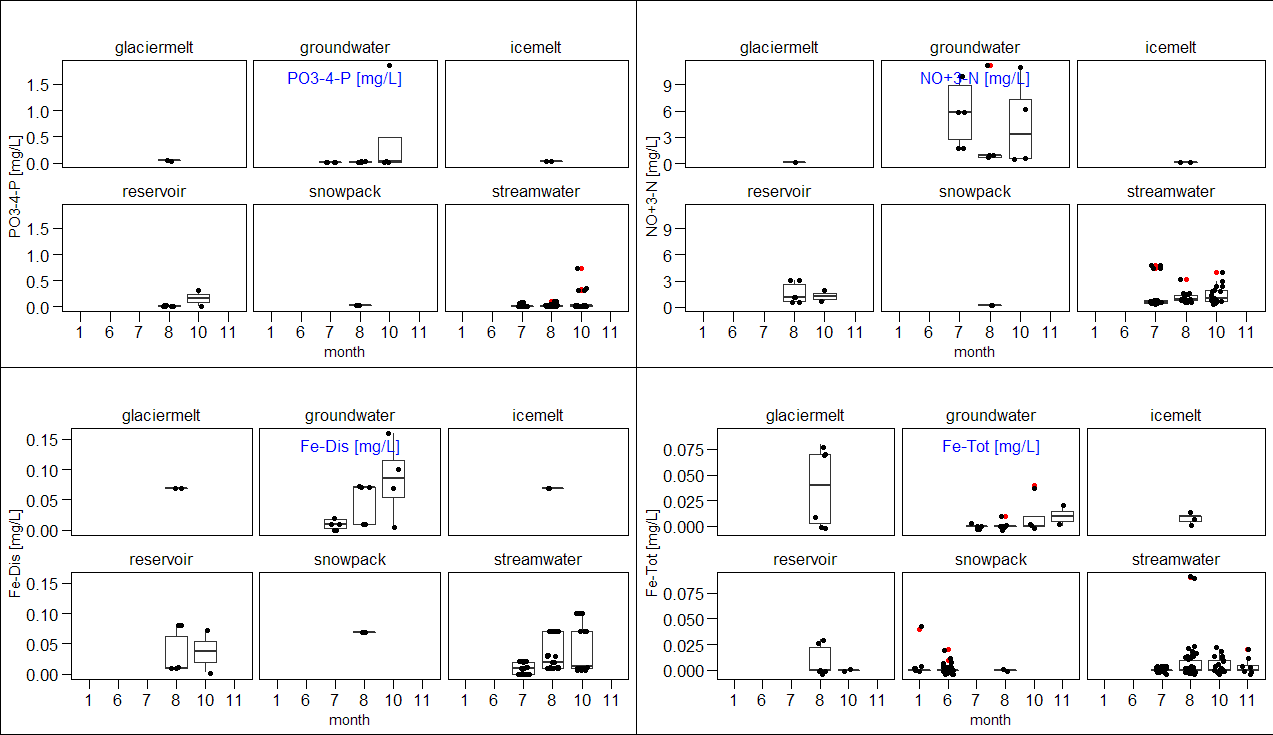 glaciermelt groundwater icemelt
PO3-4-P [mg/L]
1.5
1.0
0.5
0.0
reservoir snowpack streamwater
1.5
1.0
0.5
0.0
PO3-4-P [mg/L]
1 6 7 8 10 11 1 6 7 8 10 11 1 6 7 8 10 11
month
glaciermelt groundwater icemelt
NO+3-N [mg/L]
9
6
3
0
reservoir snowpack streamwater
9
6
3
0
NO+3-N [mg/L]
1 6 7 8 10 11 1 6 7 8 10 11 1 6 7 8 10 11
month
glaciermelt groundwater icemelt
Fe-Dis [mg/L]
0.15
0.10
0.05
0.00
reservoir snowpack streamwater
0.15
0.10
0.05
0.00
Fe-Dis [mg/L]
1 6 7 8 10 11 1 6 7 8 10 11 1 6 7 8 10 11
month
glaciermelt groundwater icemelt
Fe-Tot [mg/L]
0.075
0.050
0.025
0.000
reservoir snowpack streamwater
0.075
0.050
0.025
0.000
Fe-Tot [mg/L]
1 6 7 8 10 11 1 6 7 8 10 11 1 6 7 8 10 11
month